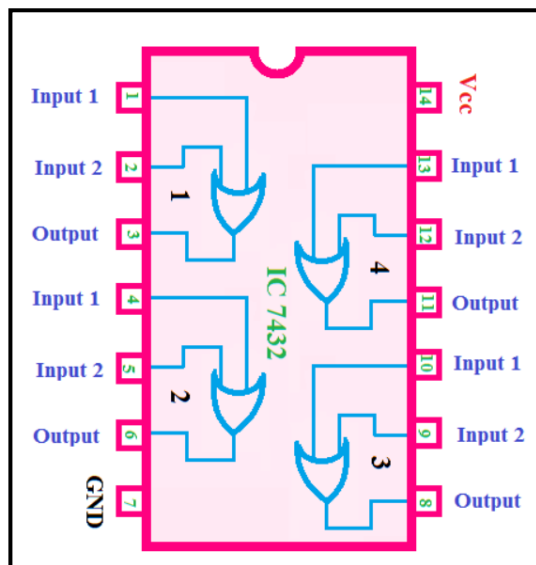 Input 1
1
14
Vcc
Input 2
2
1
13
Input 1
Output
3
12
Input 2
4
IC 7432
Input 1
4
11
Output
Input 2
5
2
10
Input 1
Output
6
9
Input 2
3
GND
7
8
Output